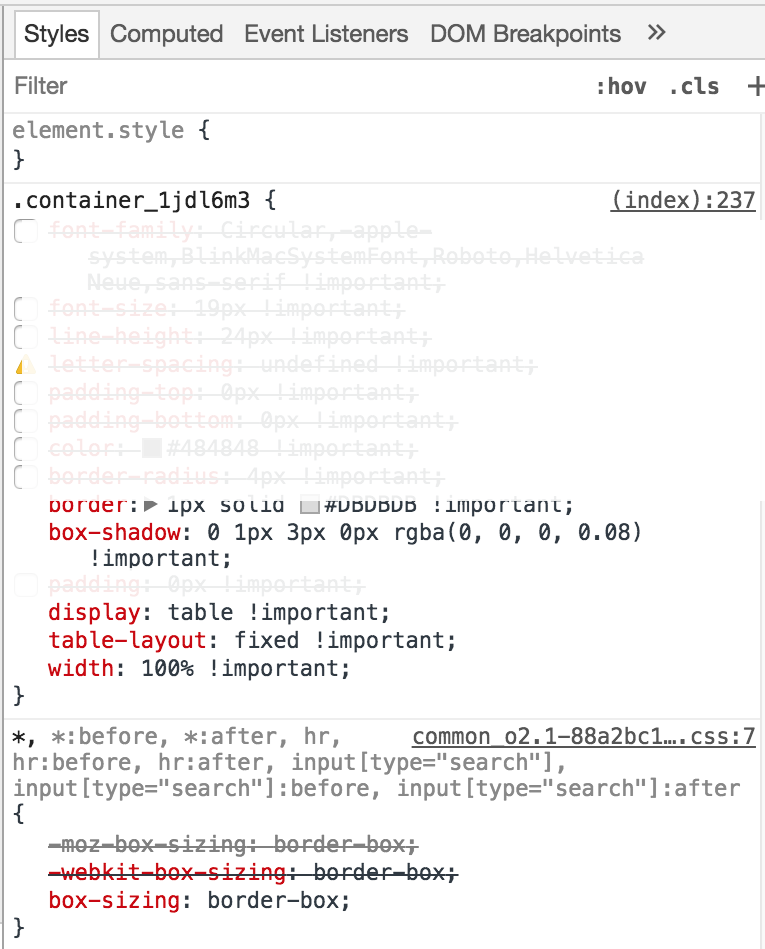 Styles Computed Event Listeners DOM Breakpoints »
Filter :hov .cls +
element.style {
}
.container_1jdl6m3 { (index):237
font-family: Circular,-apple-
system,BlinkMacSystemFont,Roboto,Helvetica
Neue,sans-serif !important;
font-size: 19px !important;
line-height: 24px !important;
letter-spacing: undefined !important;
padding-top: 0px !important;
padding-bottom: 0px !important;
color: #484848 !important;
border-radius: 4px !important;
border: 1px solid #DBDBDB !important;
box-shadow: 0 1px 3px 0px rgba(0, 0, 0, 0.08)
!important;
padding: 0px !important;
display: table !important;
table-layout: fixed !important;
width: 100% !important;
}
*, *:before, *:after, hr, common_o2.1-88a2bc1….css:7
hr:before, hr:after, input[type="search"],
input[type="search"]:before, input[type="search"]:after
{
-moz-box-sizing: border-box;
-webkit-box-sizing: border-box;
box-sizing: border-box;
}